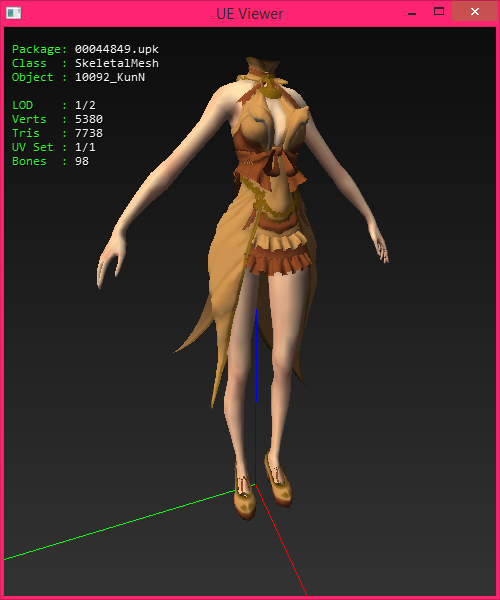 UE Viewer
Package: 00044849.upk
Class : SkeletalMesh
Object : 10092_KunN
LOD : 1/2
Verts : 5380
Tris : 7738
UV Set : 1/1
Bones : 98